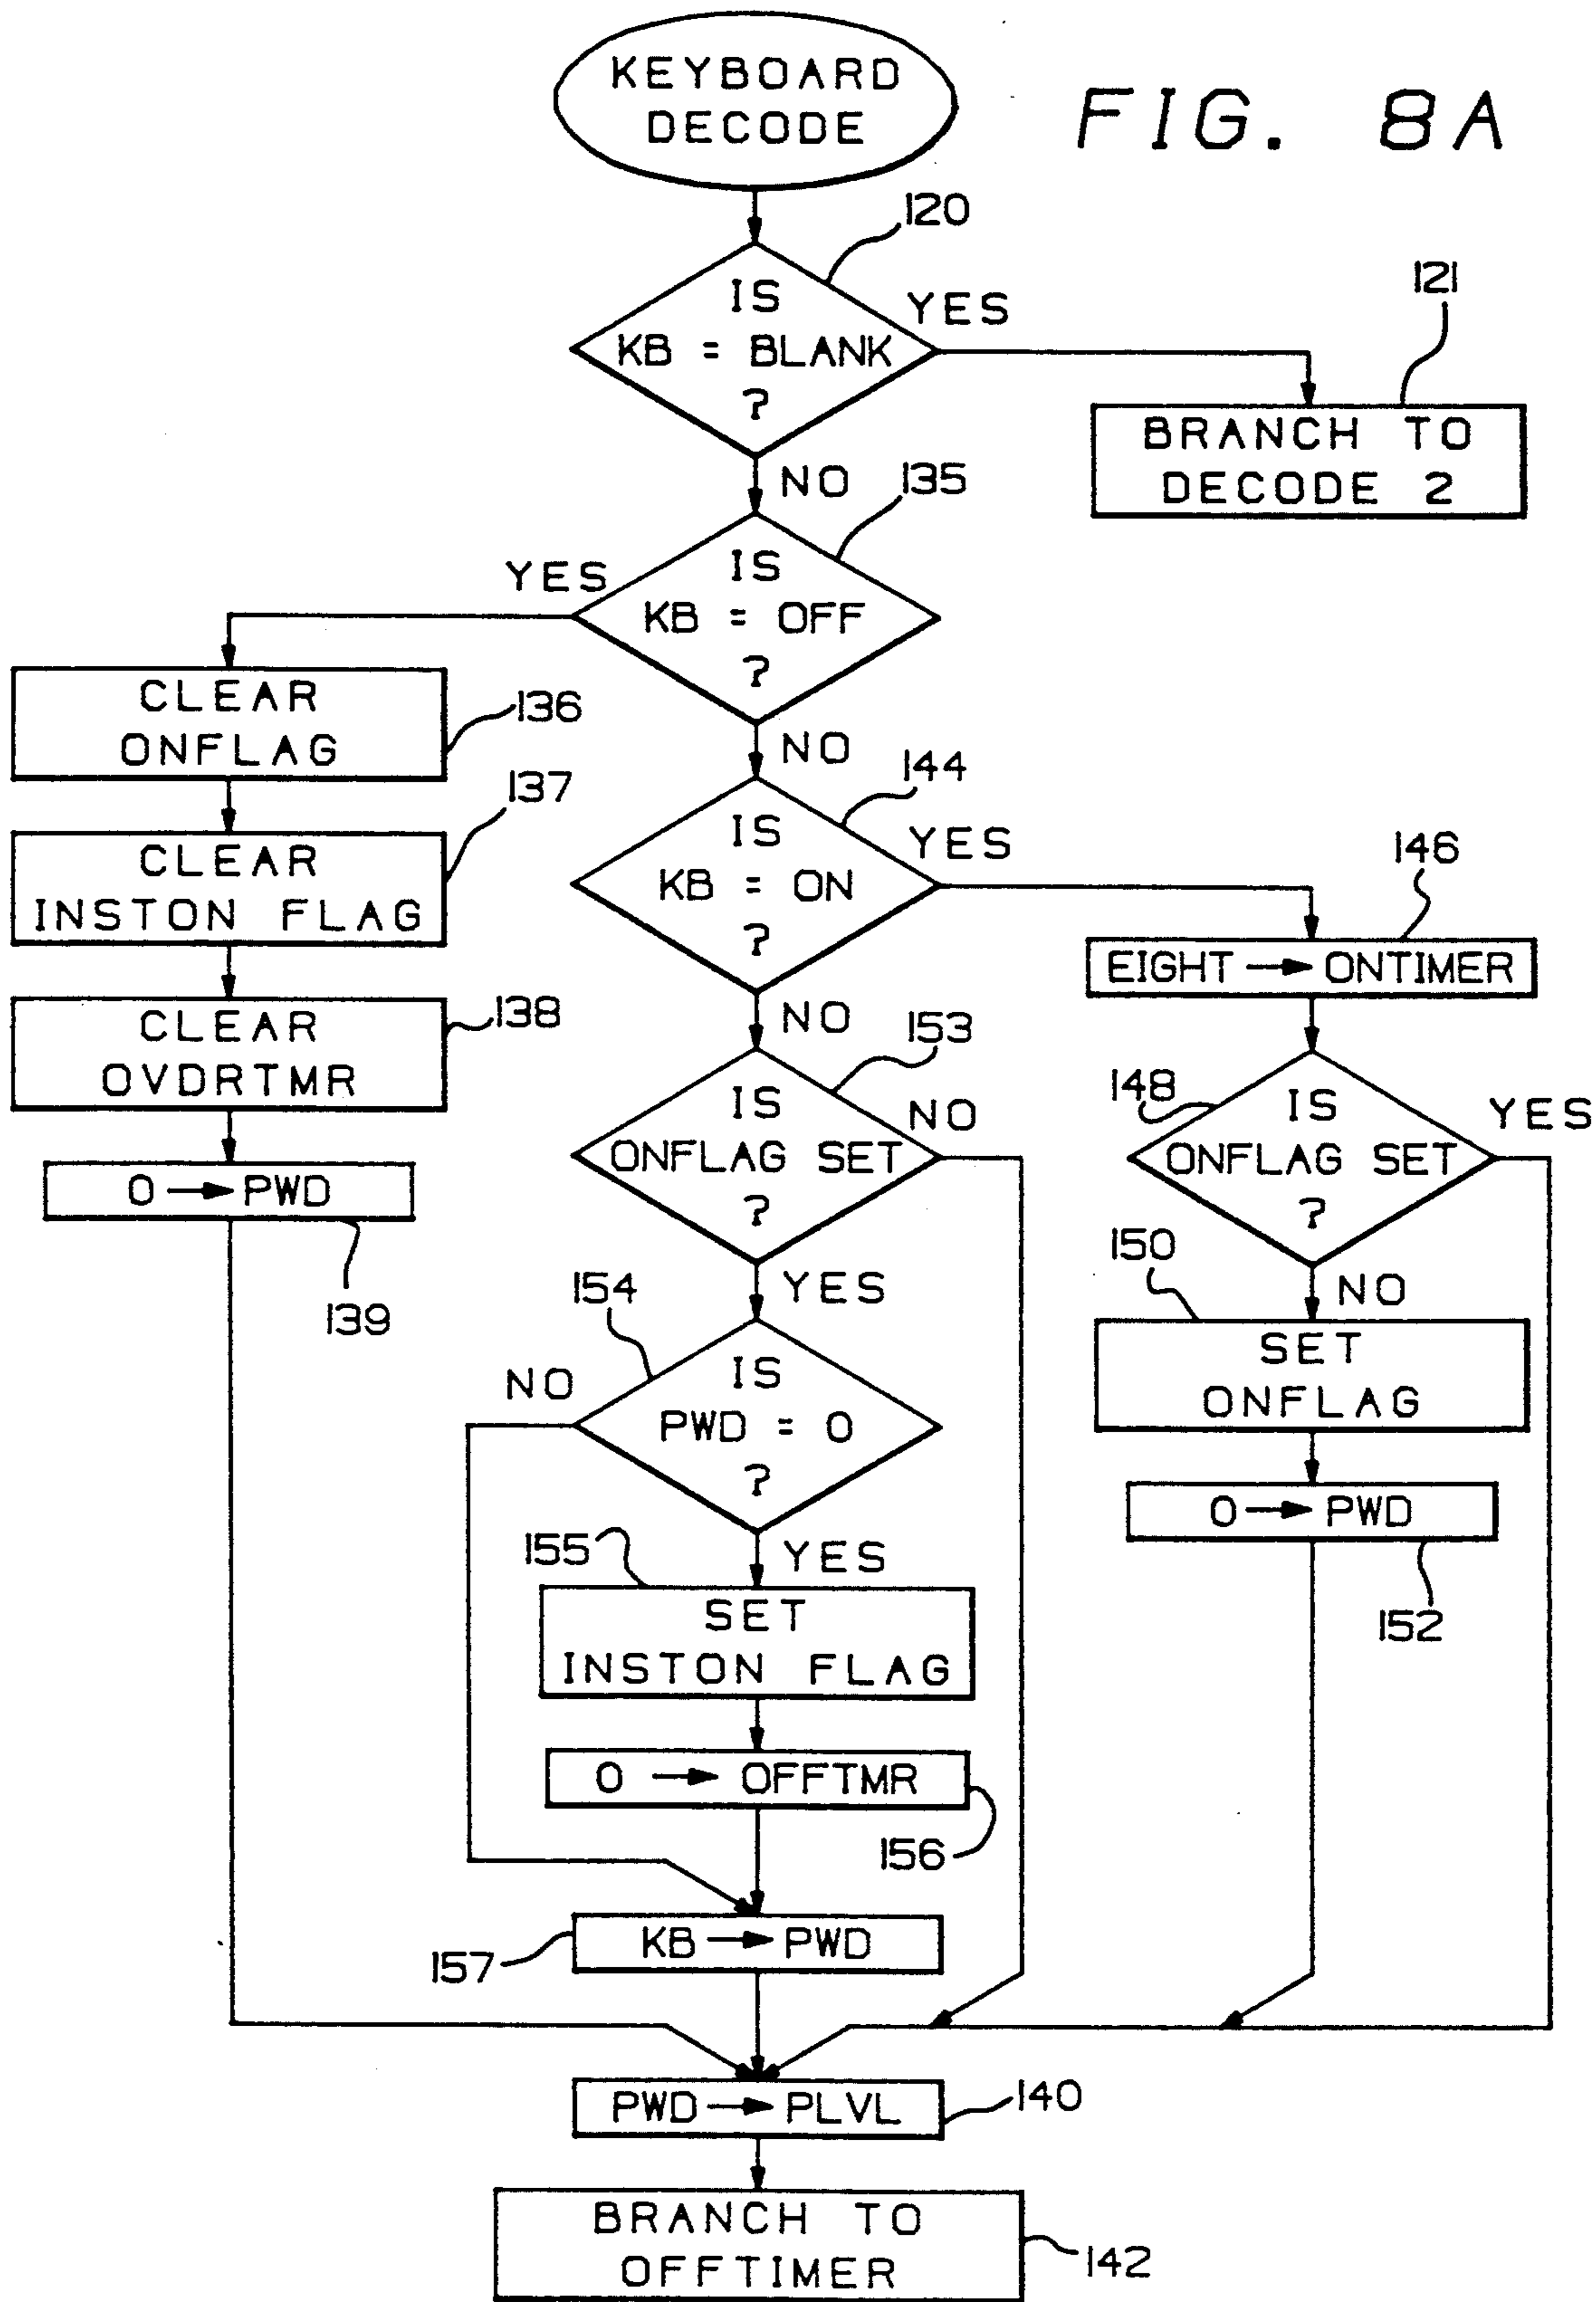 KEYBOARD
DECODE
FIG. 8A
120
IS
KB = BLANK
?
YES
121
BRANCH TO
DECODE 2
NO
135
IS
KB = OFF
?
YES
CLEAR
ONFLAG
136
137
CLEAR
INSTON FLAG
CLEAR
OVDRTMR
138
0 → PWD
139
NO
144
IS
KB = ON
?
YES
146
EIGHT → ONTIMER
148
IS
ONFLAG SET
?
YES
150
NO
SET
ONFLAG
0 → PWD
152
NO
153
IS
ONFLAG SET
?
NO
154
YES
IS
PWD = 0
?
NO
155
YES
SET
INSTON FLAG
0 → OFFTMR
156
KB → PWD
157
PWD → PLVL
140
BRANCH TO
OFFTIMER
142